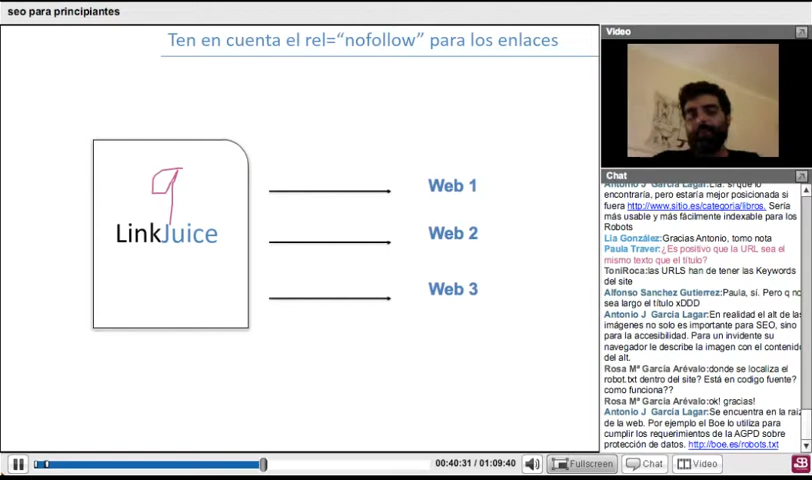 seo para principiantes
Ten en cuenta el rel=“nofollow” para los enlaces
LinkJuice
Web 1
Web 2
Web 3
Video
Chat
Antonio J Garcia Lagar:Lia: si que lo
encontraría, pero estaría mejor posicionada si
fuera http://www.sitio.es/categoria/libros. Sería
más usable y más fácilmente indexable para los
Robots
Lia González:Gracias Antonio, tomo nota
Paula Traver:¿Es positivo que la URL sea el
mismo texto que el título?
ToniRoca:las URLS han de tener las Keywords
del site
Alfonso Sanchez Gutierrez:Paula, sí. Pero q no
sea largo el título xDDD
Antonio J Garcia Lagar:En realidad el alt de las
imágenes no solo es importante para SEO, sino
para la accesibilidad. Para un invidente su
navegador le describe la imagen con el contenido
del alt.
Rosa Mª García Arévalo:donde se localiza el
robot.txt dentro del site? Está en codigo fuente?
como funciona??
Rosa Mª García Arévalo:ok! gracias!
Antonio J Garcia Lagar:Se encuentra en la raiz
de la web. Por ejemplo el Boe lo utiliza para
cumplir los requerimientos de la AGPD sobre
protección de datos. http://boe.es/robots.txt
00:40:31 / 01:09:40
Fullscreen
Chat
Video